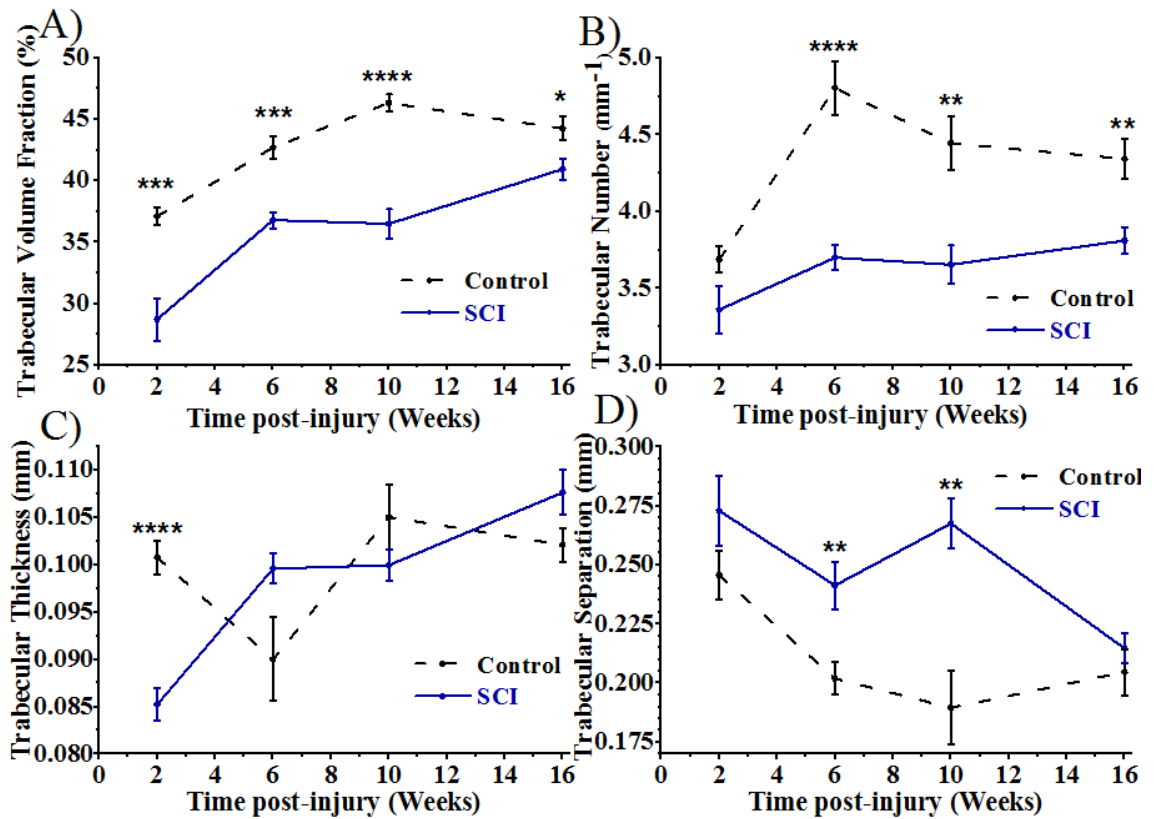 A)
Trabecular Volume Fraction (%)
50
45
40
35
30
25
***
***
****
*
Control
SCI
0 2 4 6 8 10 12 14 16
Time post-injury (Weeks)
B)
Trabecular Number (mm⁻¹)
5.0
4.5
4.0
3.5
3.0
****
**
**
Control
SCI
0 2 4 6 8 10 12 14 16
Time post-injury (Weeks)
C)
Trabecular Thickness (mm)
0.110
0.105
0.100
0.095
0.090
0.085
0.080
****
Control
SCI
0 2 4 6 8 10 12 14 16
Time post-injury (Weeks)
D)
Trabecular Separation (mm)
0.300
0.275
0.250
0.225
0.200
0.175
**
**
Control
SCI
0 2 4 6 8 10 12 14 16
Time post-injury (Weeks)